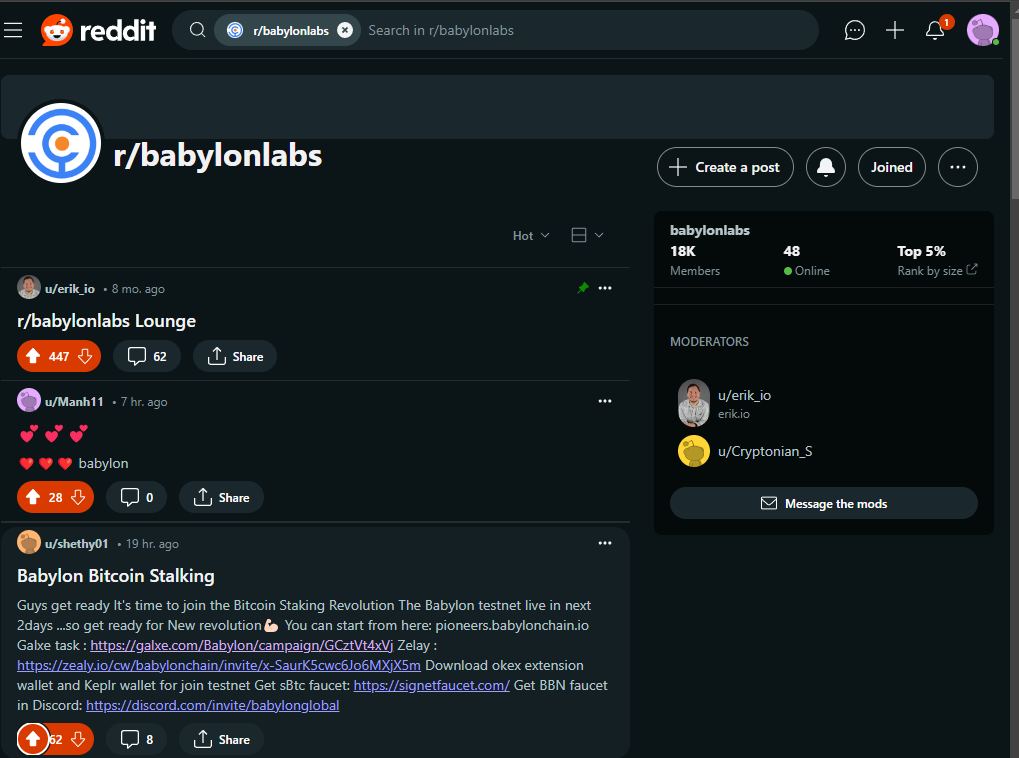 reddit
r/babylonlabs
Search in r/babylonlabs
1
r/babylonlabs
Create a post
Joined
Hot
u/erik_io • 8 mo. ago
r/babylonlabs Lounge
447
62
Share
u/Manh11 • 7 hr. ago
💕 💕 💕
❤️ ❤️ ❤️ babylon
28
0
Share
u/shethy01 • 19 hr. ago
Babylon Bitcoin Stalking
Guys get ready It's time to join the Bitcoin Staking Revolution The Babylon testnet live in next
2days ...so get ready for New revolution💪🏻 You can start from here: pioneers.babylonchain.io
Galxe task : https://galxe.com/Babylon/campaign/GCztVt4xVj Zelay :
https://zealy.io/cw/babylonchain/invite/x-SaurK5cwc6Jo6MXjX5m Download okex extension
wallet and Keplr wallet for join testnet Get sBtc faucet: https://signetfaucet.com/ Get BBN faucet
in Discord: https://discord.com/invite/babylonglobal
62
8
Share
babylonlabs
18K 48 Top 5%
Members Online Rank by size
MODERATORS
u/erik_io
erik.io
u/Cryptonian_S
Message the mods